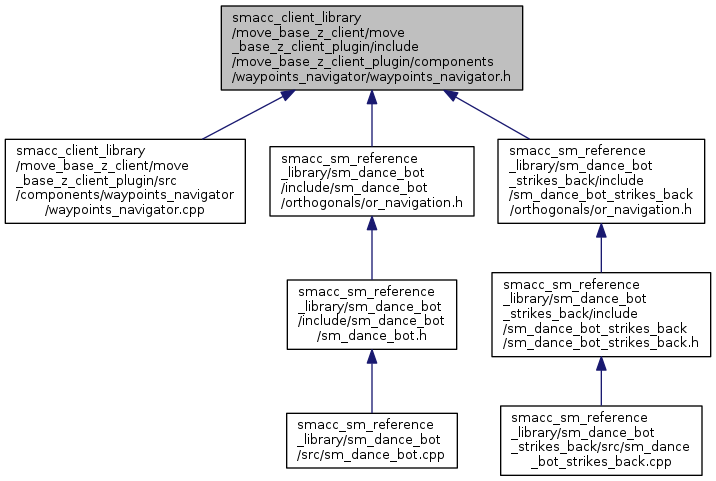 smacc_client_library
/move_base_z_client/move
_base_z_client_plugin/include
/move_base_z_client_plugin/components
/waypoints_navigator/waypoints_navigator.h
smacc_client_library
/move_base_z_client/move
_base_z_client_plugin/src
/components/waypoints_navigator
/waypoints_navigator.cpp
smacc_sm_reference
_library/sm_dance_bot
/include/sm_dance_bot
/orthogonals/or_navigation.h
smacc_sm_reference
_library/sm_dance_bot
_strikes_back/include
/sm_dance_bot_strikes_back
/orthogonals/or_navigation.h
smacc_sm_reference
_library/sm_dance_bot
/include/sm_dance_bot
/sm_dance_bot.h
smacc_sm_reference
_library/sm_dance_bot
_strikes_back/include
/sm_dance_bot_strikes_back
/sm_dance_bot_strikes_back.h
smacc_sm_reference
_library/sm_dance_bot
/src/sm_dance_bot.cpp
smacc_sm_reference
_library/sm_dance_bot
_strikes_back/src/sm_dance
_bot_strikes_back.cpp